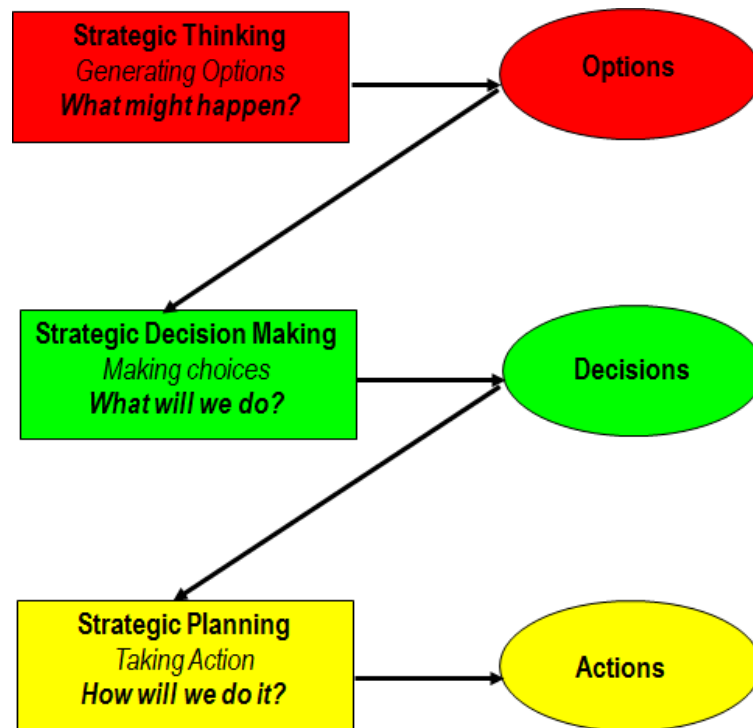 Strategic Thinking
Generating Options
What might happen?
Options
Strategic Decision Making
Making choices
What will we do?
Decisions
Strategic Planning
Taking Action
How will we do it?
Actions